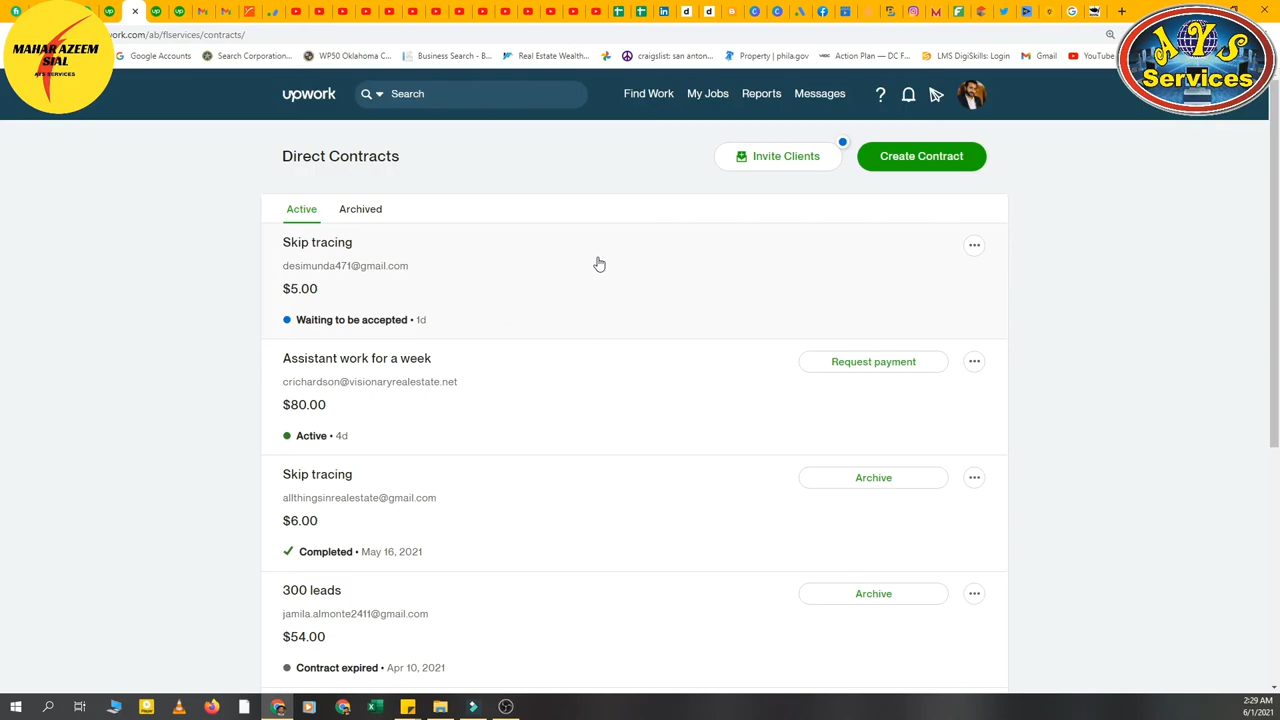 work.com/ab/flservices/contracts/
Google Accounts
Search Corporation...
WP50 Oklahoma C...
Business Search - B...
Real Estate Wealth...
craigslist: san anton...
Property | phila.gov
Action Plan — DC F...
LMS DigiSkills: Login
Gmail
YouTube
MAHAR AZEEM
SIAL
AYS SERVICES
AYS
Services
upwork
Search
Find Work
My Jobs
Reports
Messages
?
Direct Contracts
Invite Clients
Create Contract
Active
Archived
Skip tracing
desimunda471@gmail.com
$5.00
Waiting to be accepted • 1d
Assistant work for a week
Request payment
crichardson@visionaryrealestate.net
$80.00
Active • 4d
Skip tracing
Archive
allthingsinrealestate@gmail.com
$6.00
Completed • May 16, 2021
300 leads
Archive
jamila.almonte2411@gmail.com
$54.00
Contract expired • Apr 10, 2021
2:29 AM
6/1/2021